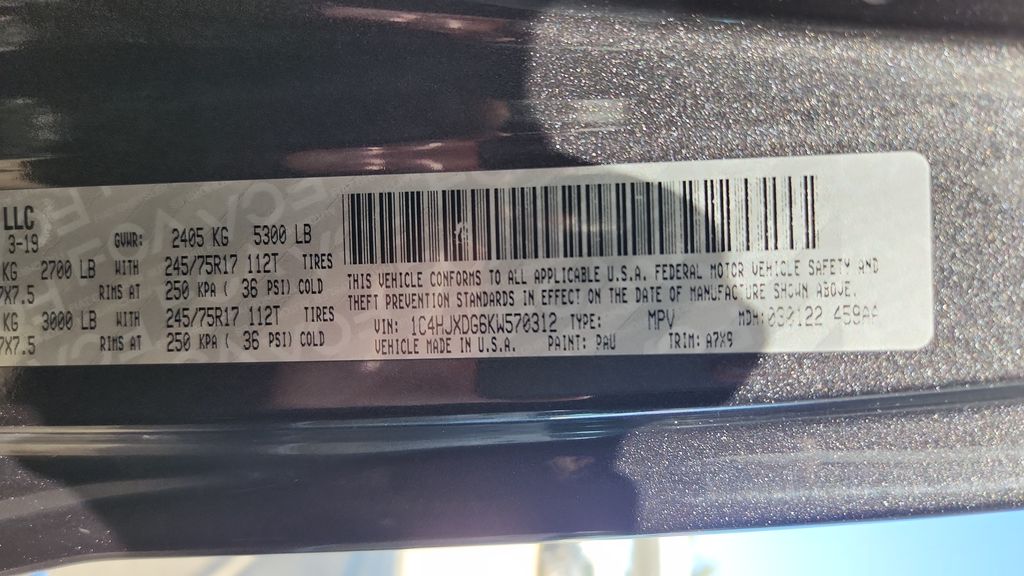 LLC
3-19 GVWR: 2405 KG 5300 LB
KG 2700 LB WITH 245/75R17 112T TIRES
7X7.5 RIMS AT 250 KPA ( 36 PSI) COLD
KG 3000 LB WITH 245/75R17 112T TIRES
7X7.5 RIMS AT 250 KPA ( 36 PSI) COLD
THIS VEHICLE CONFORMS TO ALL APPLICABLE U.S.A. FEDERAL MOTOR VEHICLE SAFETY AND
THEFT PREVENTION STANDARDS IN EFFECT ON THE DATE OF MANUFACTURE SHOWN ABOVE.
VIN: 1C4HJXDG6KW570312 TYPE: MPV MDH:030122 459AA
VEHICLE MADE IN U.S.A. PAINT: PAU TRIM: A7X9